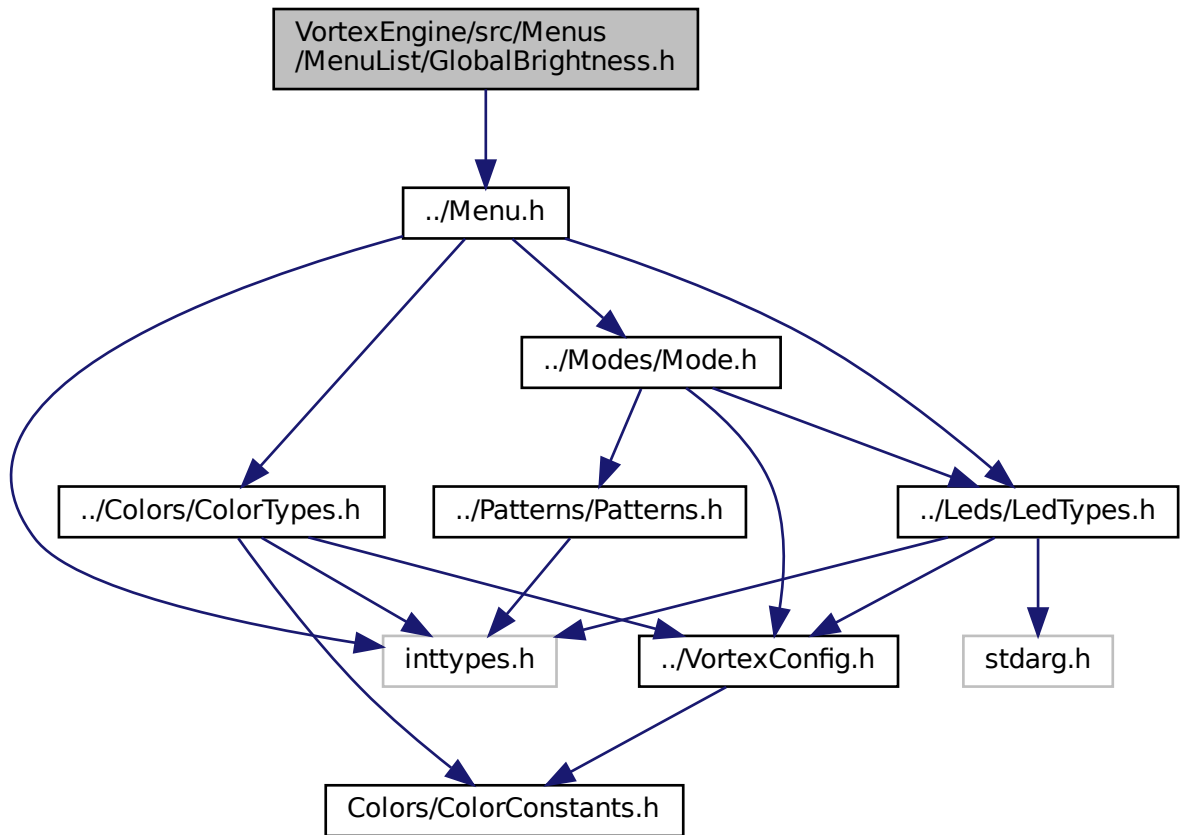 VortexEngine/src/Menus
/MenuList/GlobalBrightness.h
../Menu.h
../Modes/Mode.h
../Colors/ColorTypes.h
../Patterns/Patterns.h
../Leds/LedTypes.h
inttypes.h
../VortexConfig.h
stdarg.h
Colors/ColorConstants.h